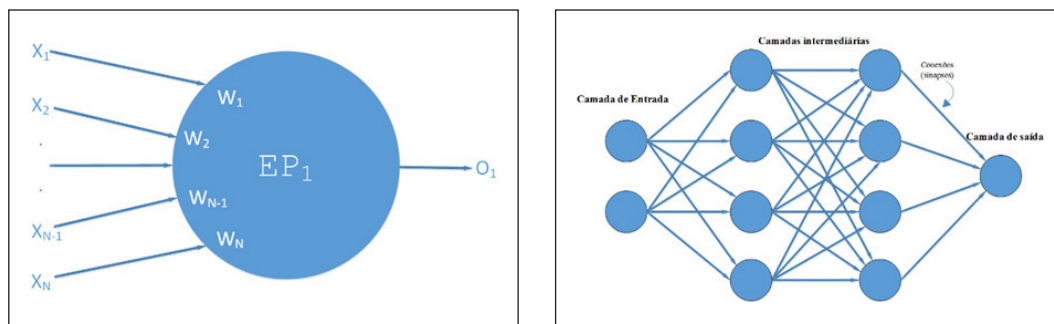 X1
W1
X2
W2
.
EP1
O1
.
WN-1
XN-1
WN
XN
Camadas intermediárias
Conexões
(sinapses)
Camada de Entrada
Camada de saída